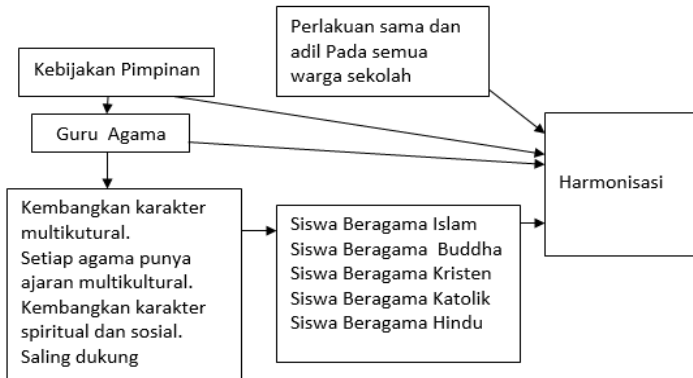 Perlakuan sama dan
adil Pada semua
warga sekolah
Kebijakan Pimpinan
Guru Agama
Harmonisasi
Kembangkan karakter
multikutural.
Setiap agama punya
ajaran multikultural.
Kembangkan karakter
spiritual dan sosial.
Saling dukung
Siswa Beragama Islam
Siswa Beragama Buddha
Siswa Beragama Kristen
Siswa Beragama Katolik
Siswa Beragama Hindu